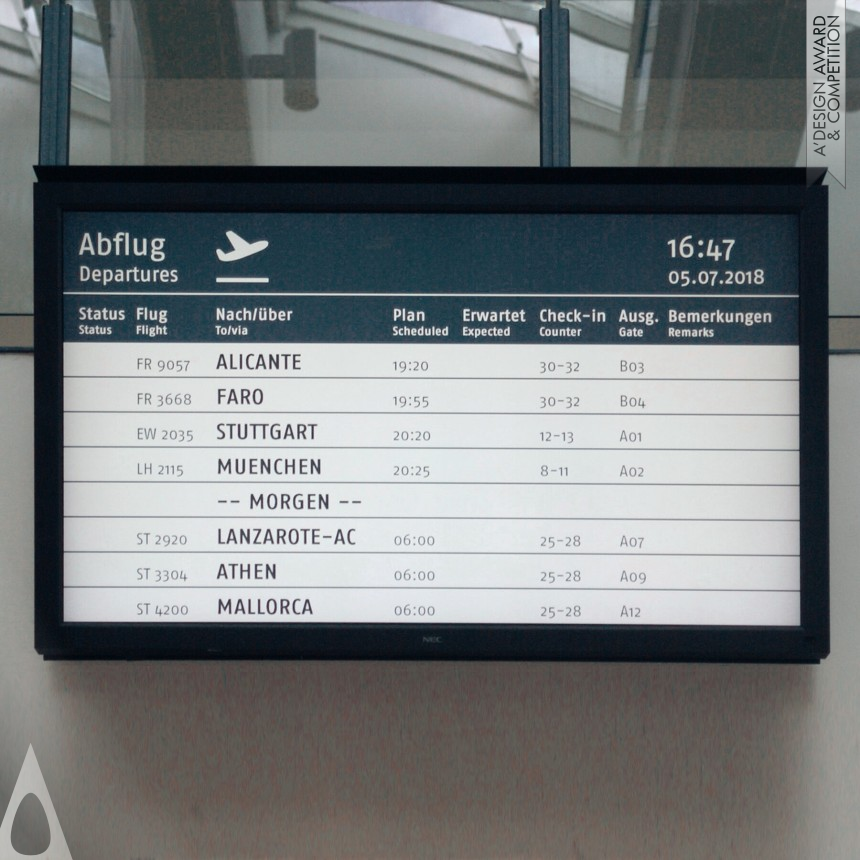 A' DESIGN AWARD
& COMPETITION
Abflug 16:47
Departures 05.07.2018
Status Flug Nach/über Plan Erwartet Check-in Ausg. Bemerkungen
Status Flight To/via Scheduled Expected Counter Gate Remarks
FR 9057 ALICANTE 19:20 30-32 B03
FR 3668 FARO 19:55 30-32 B04
EW 2035 STUTTGART 20:20 12-13 A01
LH 2115 MUENCHEN 20:25 8-11 A02
-- MORGEN --
ST 2920 LANZAROTE-AC 06:00 25-28 A07
ST 3304 ATHEN 06:00 25-28 A09
ST 4200 MALLORCA 06:00 25-28 A12
NEC